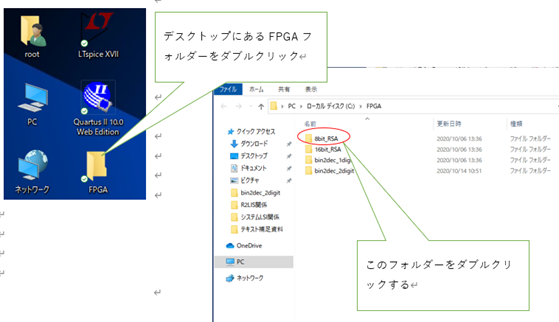 デスクトップにある FPGA フ
ォルダーをダブルクリック
root
LTspice XVII
PC
Quartus II 10.0
Web Edition
ネットワーク
FPGA
ファイル ホーム 共有 表示
PC › ローカル ディスク (C:) › FPGA
名前 更新日時 種類
クイック アクセス
ダウンロード
デスクトップ
ドキュメント
ピクチャ
bin2dec_2digit
R2LIS関係
システムLSI関係
テキスト補足資料
OneDrive
PC
ネットワーク
8bit_RSA 2020/10/06 13:36 ファイル フォルダー
16bit_RSA 2020/10/06 13:36 ファイル フォルダー
bin2dec_1digit 2020/10/06 13:36 ファイル フォルダー
bin2dec_2digit 2020/10/14 10:51 ファイル フォルダー
このフォルダーをダブルクリ
ックする